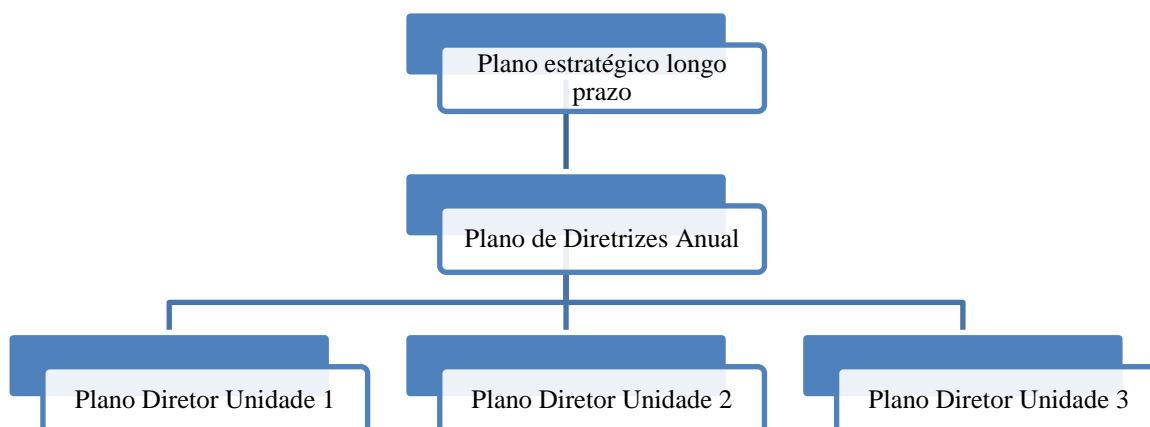 Plano estratégico longo
prazo
Plano de Diretrizes Anual
Plano Diretor Unidade 1
Plano Diretor Unidade 2
Plano Diretor Unidade 3